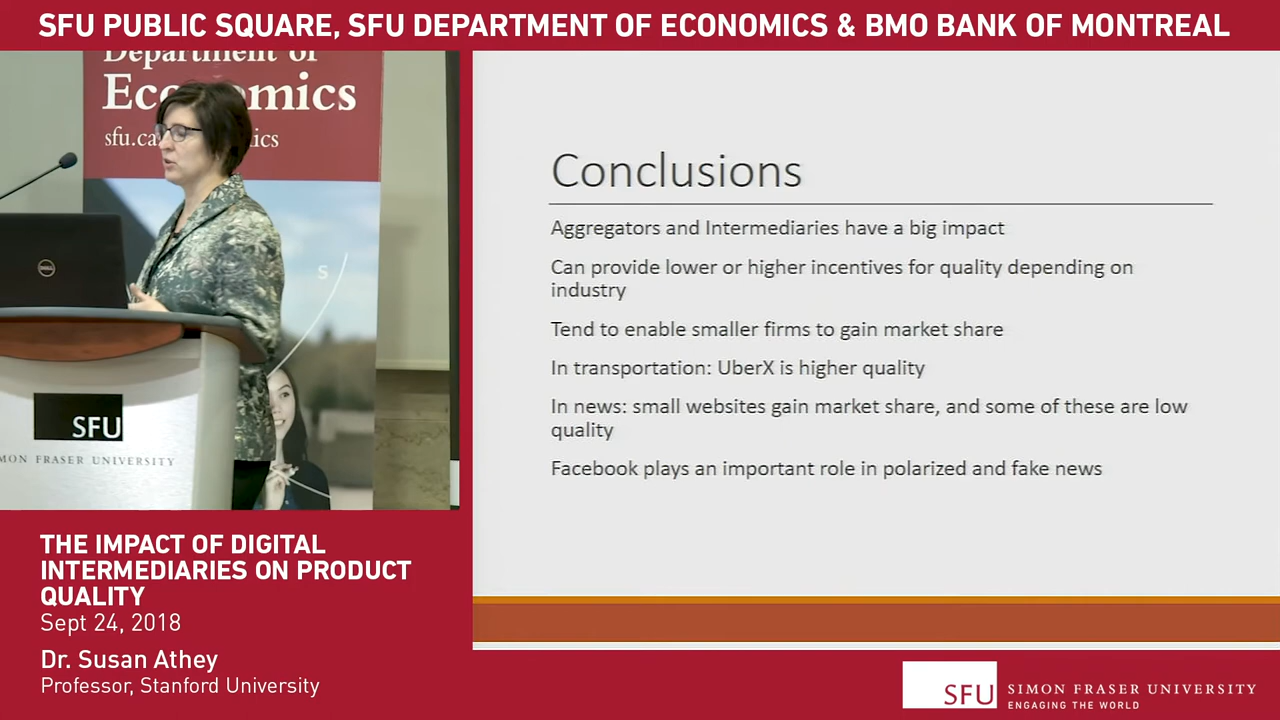 SFU PUBLIC SQUARE, SFU DEPARTMENT OF ECONOMICS & BMO BANK OF MONTREAL
Department of
Economics
sfu.ca
ics
S
DELL
SFU
MON FRASER UNIVERSITY
Conclusions
Aggregators and Intermediaries have a big impact
Can provide lower or higher incentives for quality depending on
industry
Tend to enable smaller firms to gain market share
In transportation: UberX is higher quality
In news: small websites gain market share, and some of these are low
quality
Facebook plays an important role in polarized and fake news
THE IMPACT OF DIGITAL
INTERMEDIARIES ON PRODUCT
QUALITY
Sept 24, 2018
Dr. Susan Athey
Professor, Stanford University
SFU
SIMON FRASER UNIVERSITY
ENGAGING THE WORLD